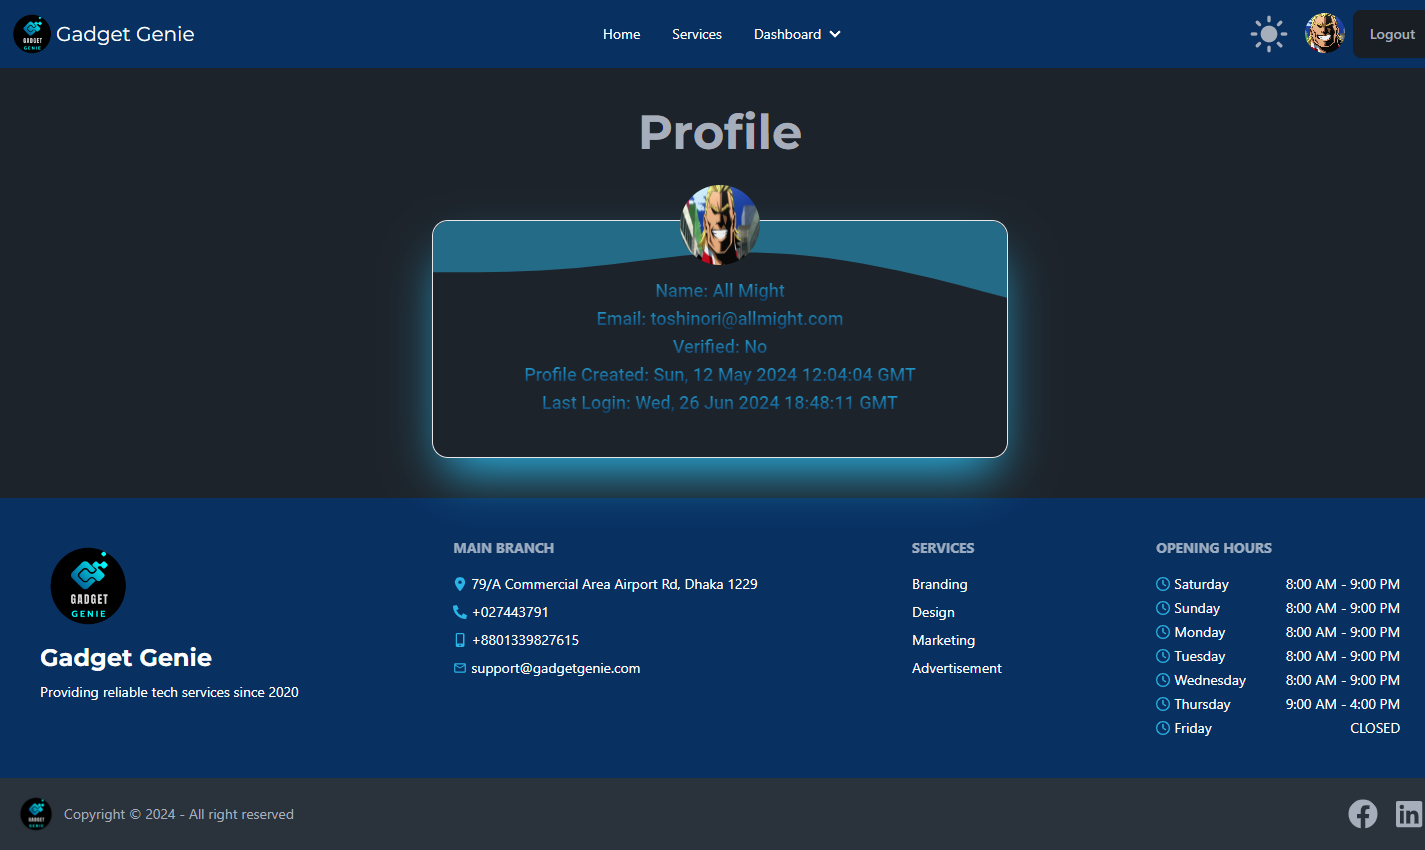 GADGET
GENIE
Gadget Genie
Home
Services
Dashboard
Logout
Profile
Name: All Might
Email: toshinori@allmight.com
Verified: No
Profile Created: Sun, 12 May 2024 12:04:04 GMT
Last Login: Wed, 26 Jun 2024 18:48:11 GMT
GADGET
GENIE
Gadget Genie
Providing reliable tech services since 2020
MAIN BRANCH
79/A Commercial Area Airport Rd, Dhaka 1229
+027443791
+8801339827615
support@gadgetgenie.com
SERVICES
Branding
Design
Marketing
Advertisement
OPENING HOURS
Saturday 8:00 AM - 9:00 PM
Sunday 8:00 AM - 9:00 PM
Monday 8:00 AM - 9:00 PM
Tuesday 8:00 AM - 9:00 PM
Wednesday 8:00 AM - 9:00 PM
Thursday 9:00 AM - 4:00 PM
Friday CLOSED
GADGET
GENIE
Copyright © 2024 - All right reserved